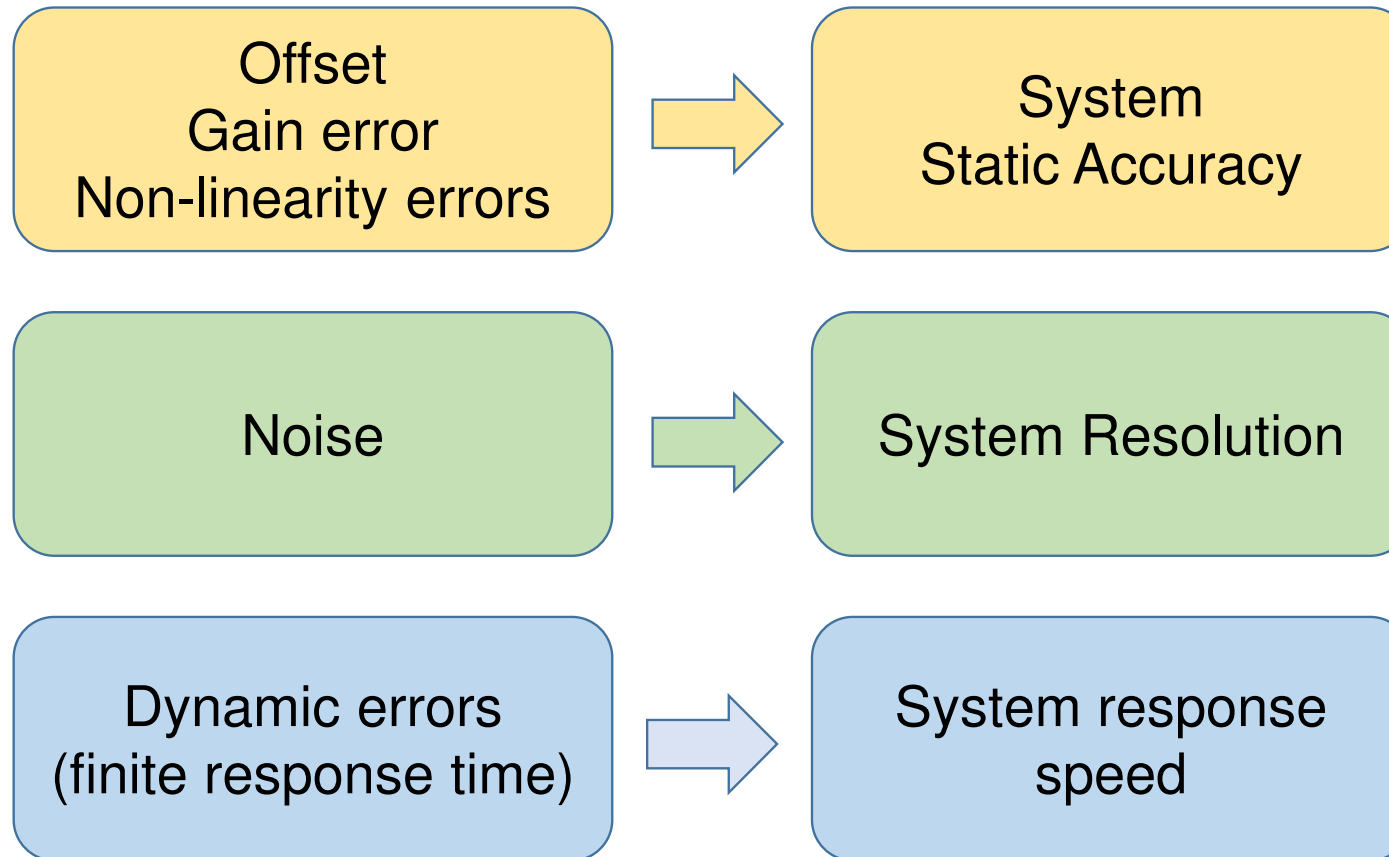 Offset
Gain error
Non-linearity errors
System
Static Accuracy
Noise
System Resolution
Dynamic errors
(finite response time)
System response
speed